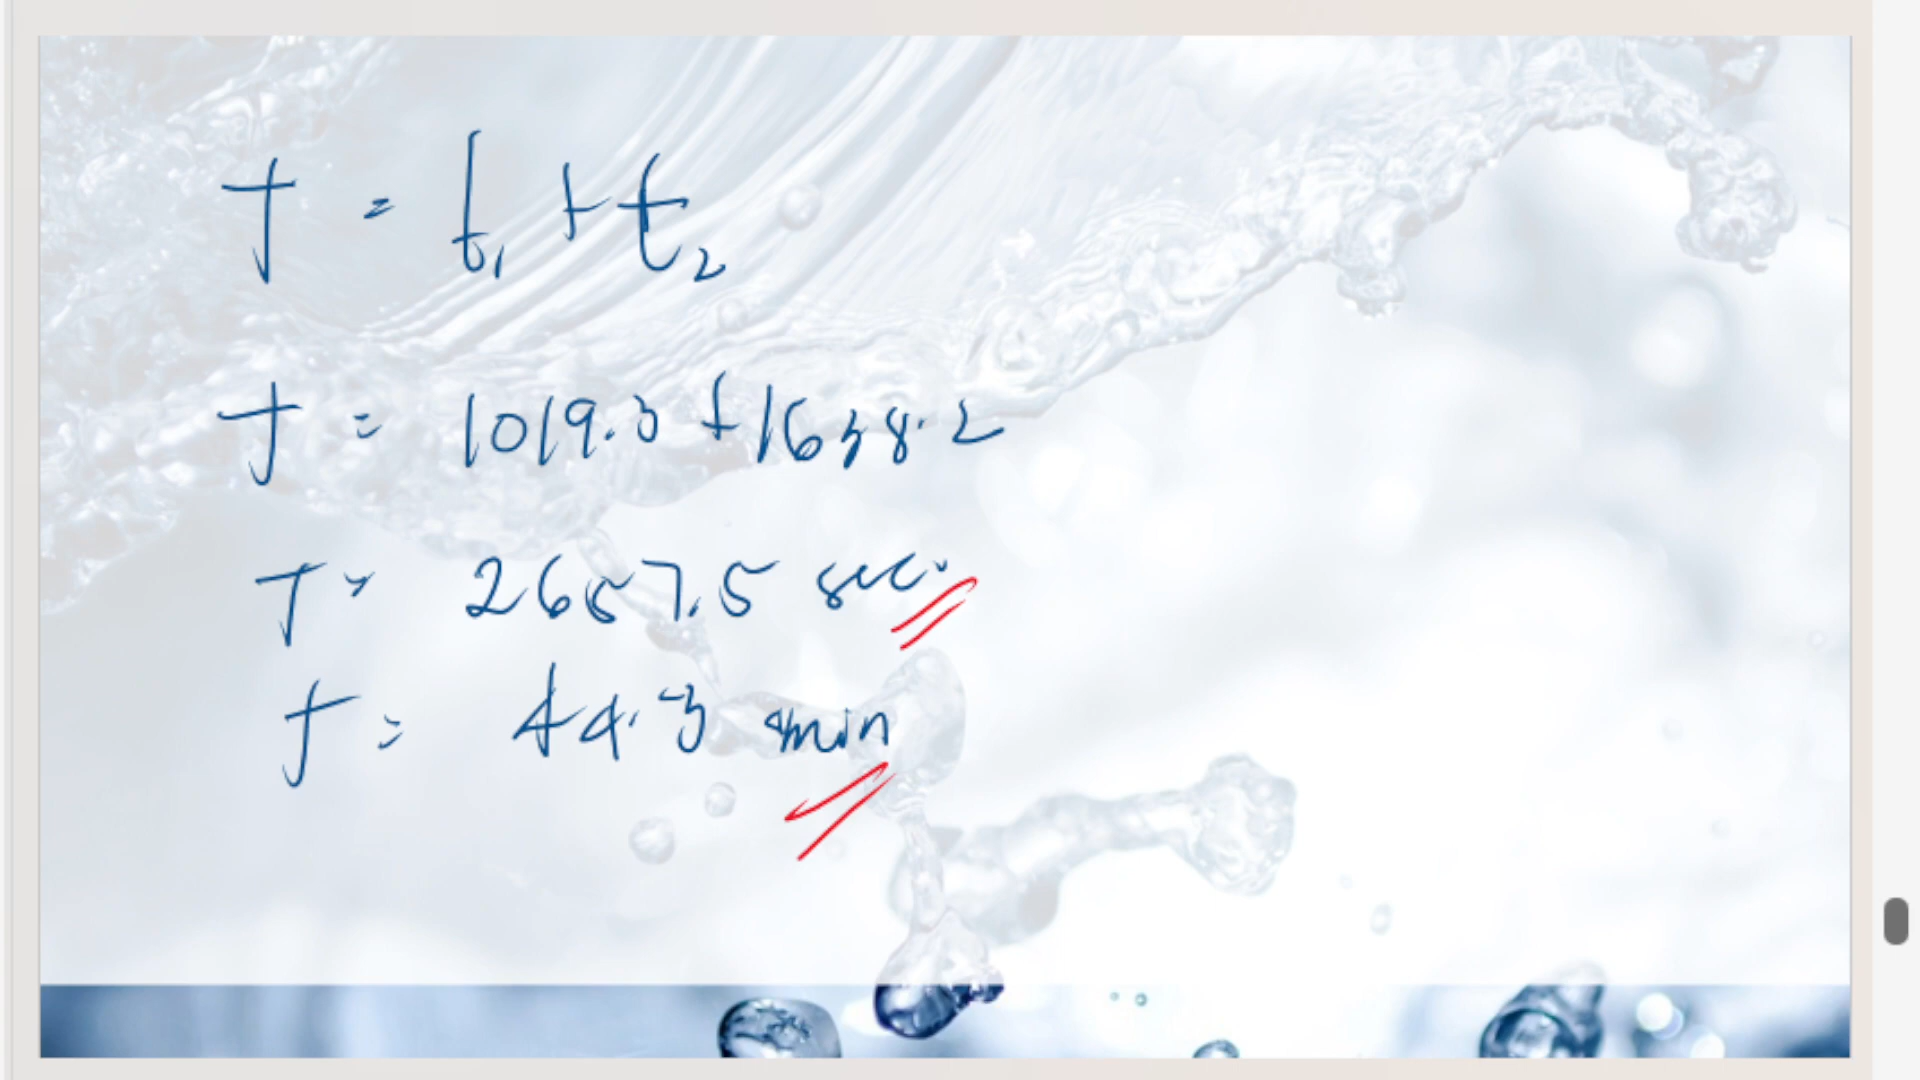 T = t₁ + t₂
T = 1019.3 + 1638.2
T = 2657.5 sec.
T = 44.3 min